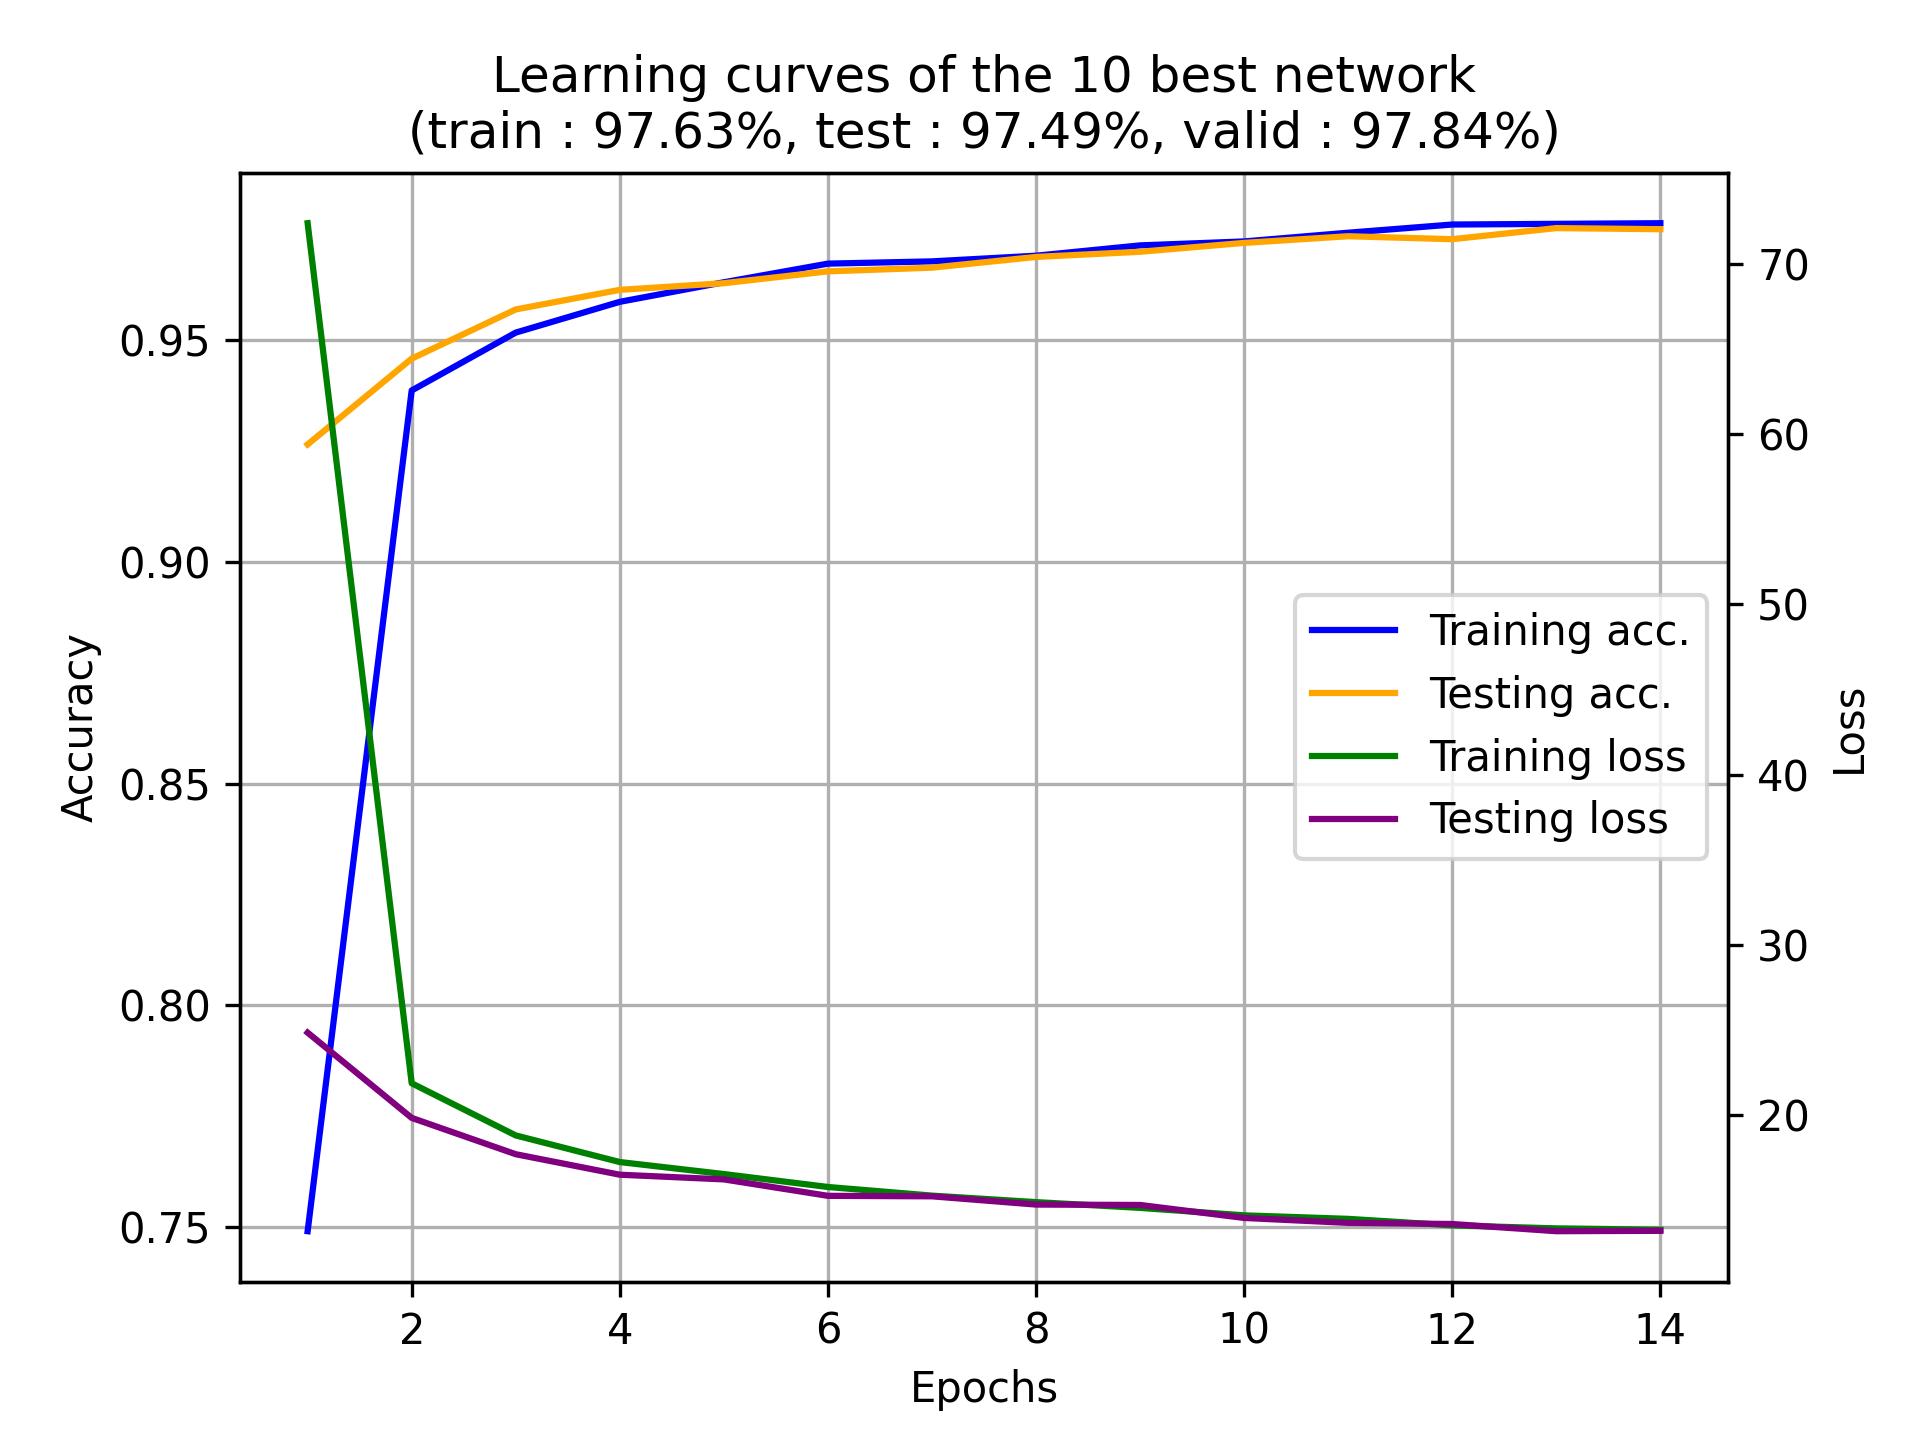 Learning curves of the 10 best network
(train : 97.63%, test : 97.49%, valid : 97.84%)
Accuracy
0.95
0.90
0.85
0.80
0.75
70
60
50
40
30
20
Loss
Training acc.
Testing acc.
Training loss
Testing loss
2 4 6 8 10 12 14
Epochs